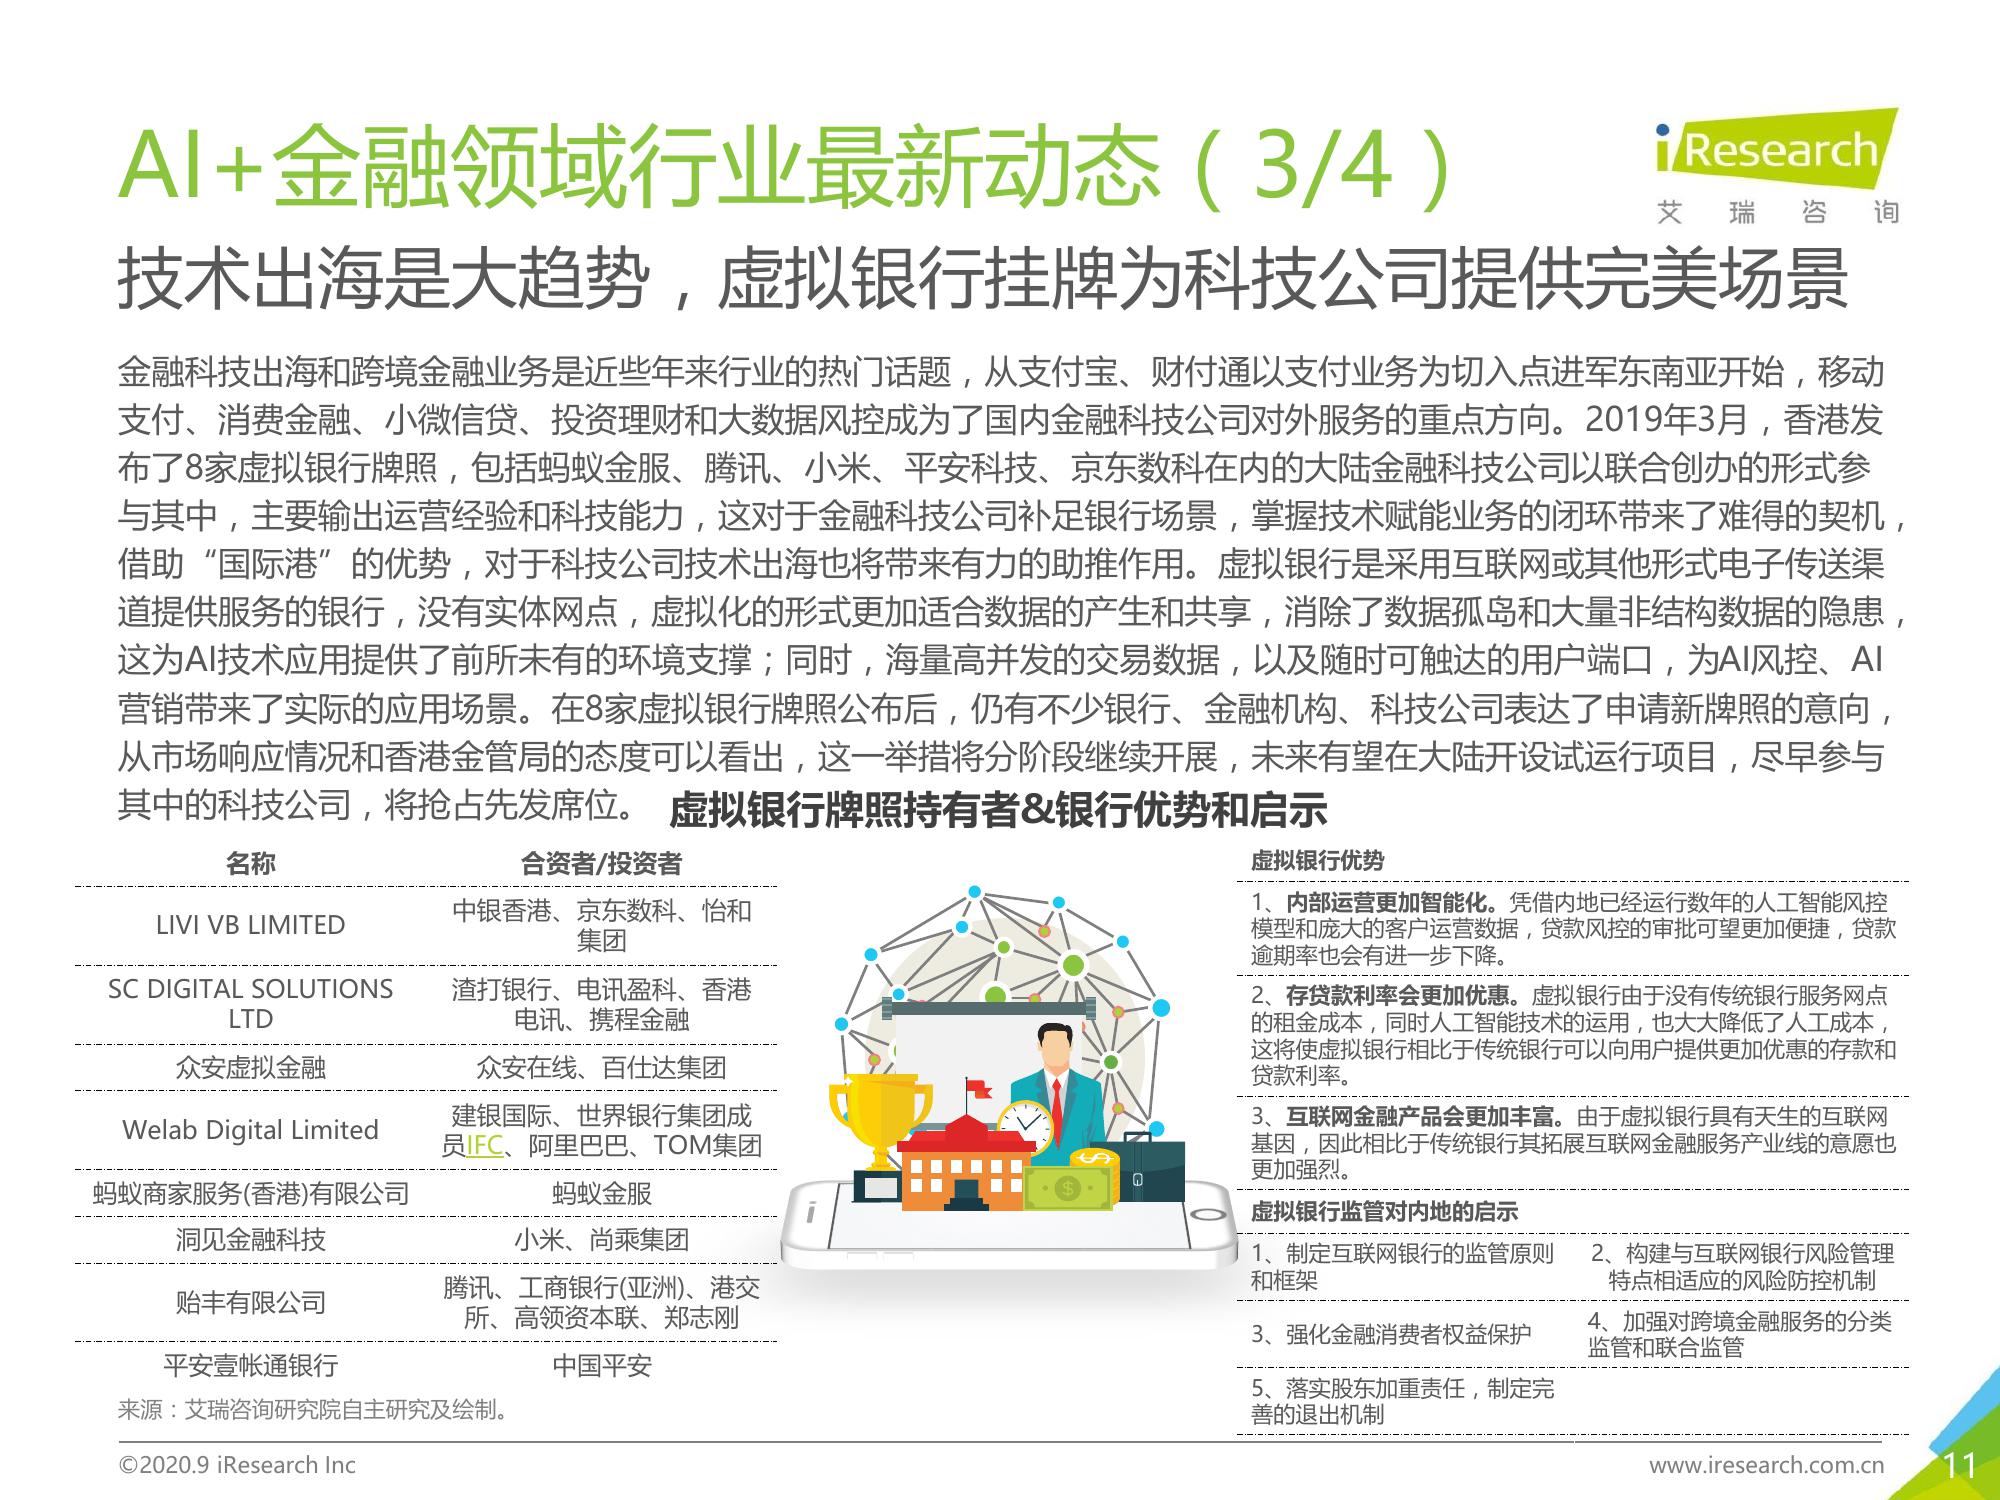 AI+金融领域行业最新动态（3/4）
iResearch
艾瑞咨询
技术出海是大趋势，虚拟银行挂牌为科技公司提供完美场景
金融科技出海和跨境金融业务是近些年来行业的热门话题，从支付宝、财付通以支付业务为切入点进军东南亚开始，移动
支付、消费金融、小微信贷、投资理财和大数据风控成为了国内金融科技公司对外服务的重点方向。2019年3月，香港发
布了8家虚拟银行牌照，包括蚂蚁金服、腾讯、小米、平安科技、京东数科在内的大陆金融科技公司以联合创办的形式参
与其中，主要输出运营经验和科技能力，这对于金融科技公司补足银行场景，掌握技术赋能业务的闭环带来了难得的契机，
借助“国际港”的优势，对于科技公司技术出海也将带来有力的助推作用。虚拟银行是采用互联网或其他形式电子传送渠
道提供服务的银行，没有实体网点，虚拟化的形式更加适合数据的产生和共享，消除了数据孤岛和大量非结构数据的隐患，
这为AI技术应用提供了前所未有的环境支撑；同时，海量高并发的交易数据，以及随时可触达的用户端口，为AI风控、AI
营销带来了实际的应用场景。在8家虚拟银行牌照公布后，仍有不少银行、金融机构、科技公司表达了申请新牌照的意向，
从市场响应情况和香港金管局的态度可以看出，这一举措将分阶段继续开展，未来有望在大陆开设试运行项目，尽早参与
其中的科技公司，将抢占先发席位。
虚拟银行牌照持有者&银行优势和启示
名称 合资者/投资者
LIVI VB LIMITED
中银香港、京东数科、怡和
集团
SC DIGITAL SOLUTIONS
LTD
渣打银行、电讯盈科、香港
电讯、携程金融
众安虚拟金融 众安在线、百仕达集团
Welab Digital Limited
建银国际、世界银行集团成
员IFC、阿里巴巴、TOM集团
蚂蚁商家服务(香港)有限公司 蚂蚁金服
洞见金融科技 小米、尚乘集团
贻丰有限公司
腾讯、工商银行(亚洲)、港交
所、高领资本联、郑志刚
平安壹帐通银行 中国平安
i
虚拟银行优势
1、内部运营更加智能化。凭借内地已经运行数年的人工智能风控
模型和庞大的客户运营数据，贷款风控的审批可望更加便捷，贷款
逾期率也会有进一步下降。
2、存贷款利率会更加优惠。虚拟银行由于没有传统银行服务网点
的租金成本，同时人工智能技术的运用，也大大降低了人工成本，
这将使虚拟银行相比于传统银行可以向用户提供更加优惠的存款和
贷款利率。
3、互联网金融产品会更加丰富。由于虚拟银行具有天生的互联网
基因，因此相比于传统银行其拓展互联网金融服务产业线的意愿也
更加强烈。
虚拟银行监管对内地的启示
1、制定互联网银行的监管原则
和框架
2、构建与互联网银行风险管理
特点相适应的风险防控机制
3、强化金融消费者权益保护
4、加强对跨境金融服务的分类
监管和联合监管
5、落实股东加重责任，制定完
善的退出机制
来源：艾瑞咨询研究院自主研究及绘制。
©2020.9 iResearch Inc
www.iresearch.com.cn
11